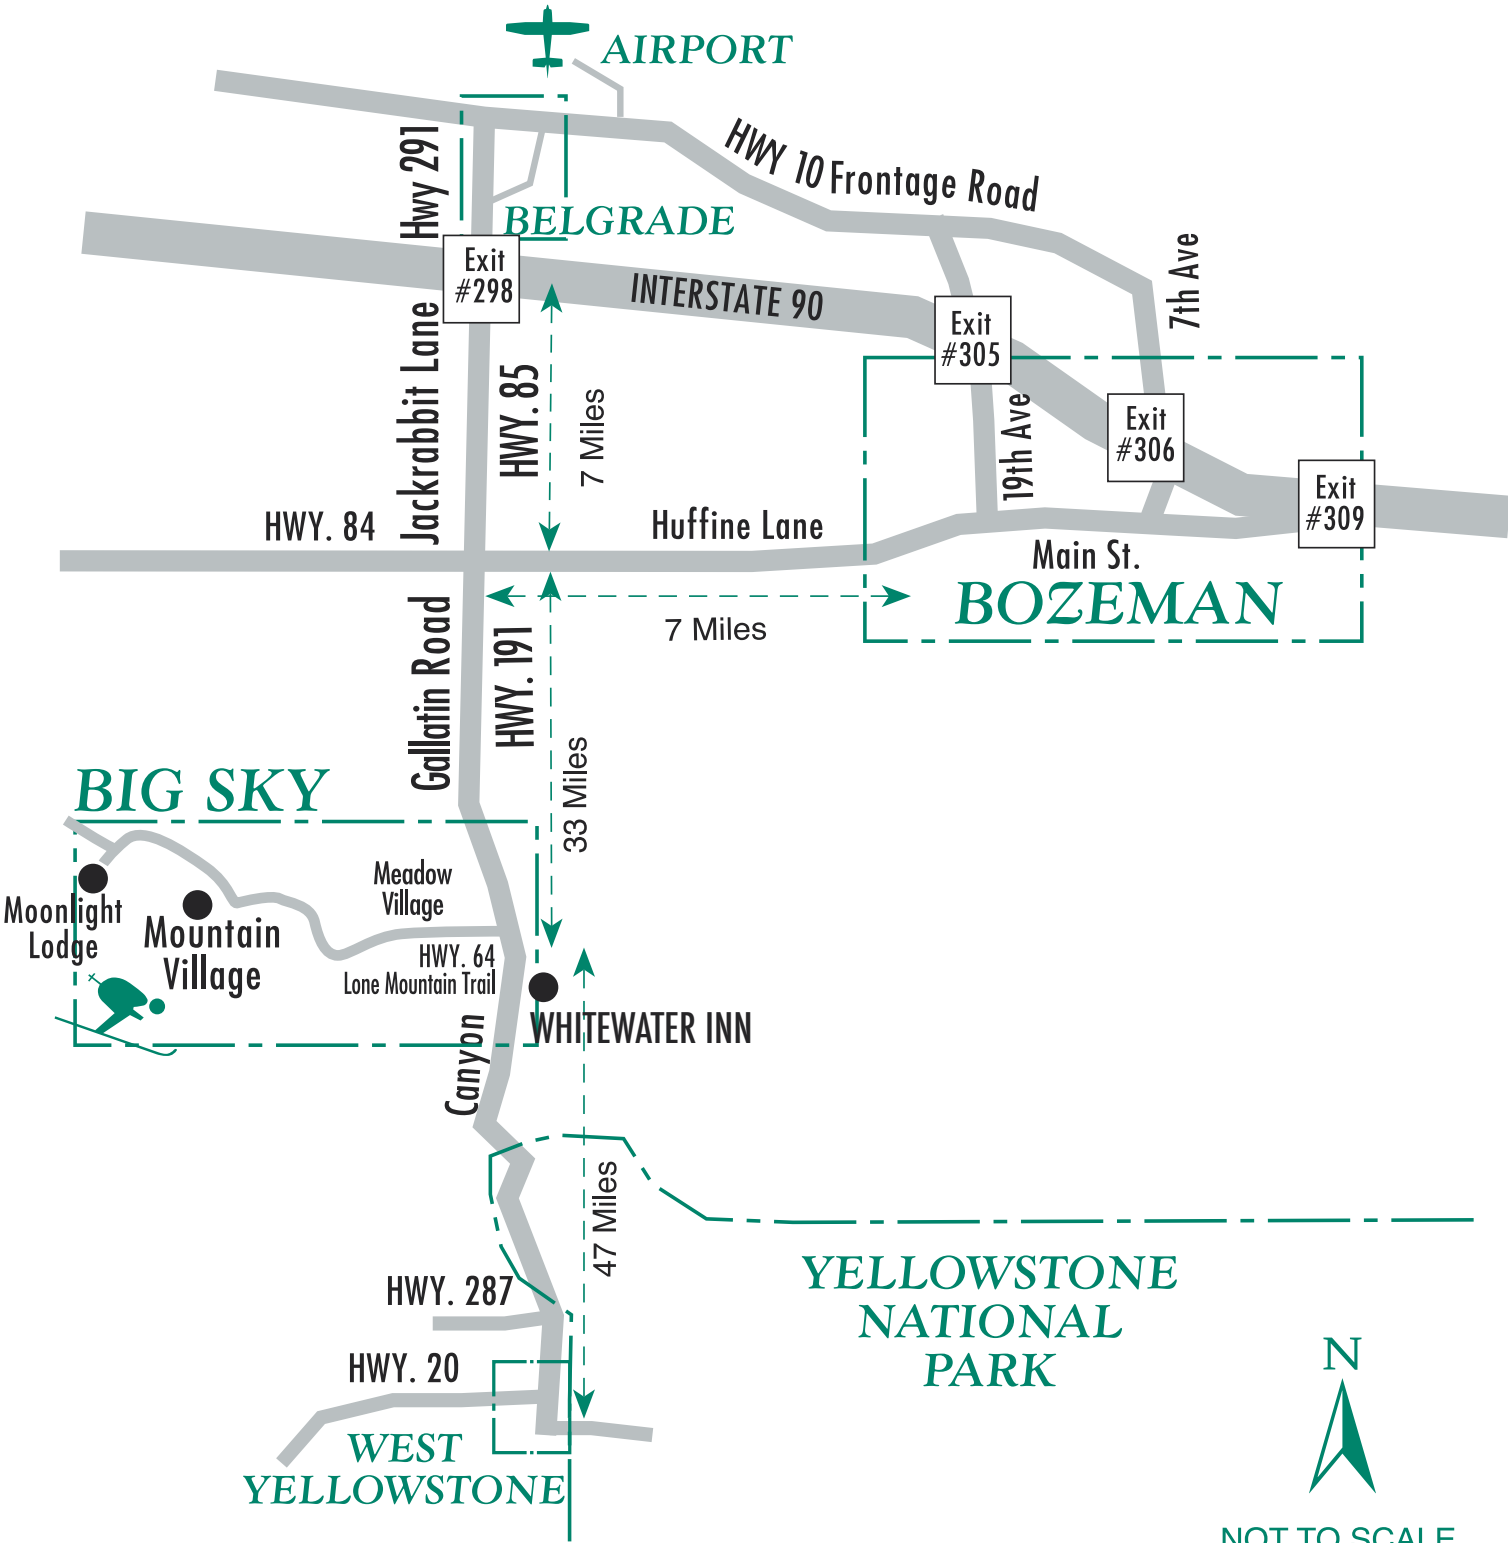 AIRPORT
HWY 10 Frontage Road
Hwy 291
BELGRADE
Exit
#298
INTERSTATE 90
7th Ave
Exit
#305
Jackrabbit Lane
HWY. 85
7 Miles
19th Ave
Exit
#306
Exit
#309
HWY. 84
Huffine Lane
Main St.
BOZEMAN
7 Miles
Gallatin Road
HWY. 191
33 Miles
BIG SKY
Meadow
Village
Moonlight
Lodge
Mountain
Village
HWY. 64
Lone Mountain Trail
WHITEWATER INN
Canyon
47 Miles
YELLOWSTONE
NATIONAL
PARK
HWY. 287
HWY. 20
WEST
YELLOWSTONE
N
NOT TO SCALE